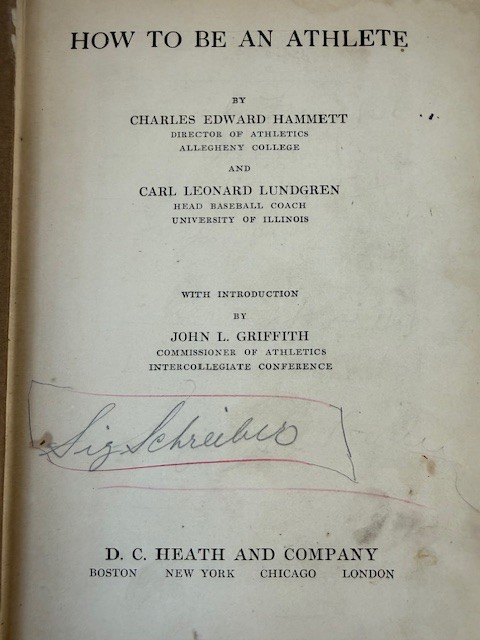 HOW TO BE AN ATHLETE
BY
CHARLES EDWARD HAMMETT
DIRECTOR OF ATHLETICS
ALLEGHENY COLLEGE
AND
CARL LEONARD LUNDGREN
HEAD BASEBALL COACH
UNIVERSITY OF ILLINOIS
WITH INTRODUCTION
BY
JOHN L. GRIFFITH
COMMISSIONER OF ATHLETICS
INTERCOLLEGIATE CONFERENCE
Sig Schreiber
D. C. HEATH AND COMPANY
BOSTON NEW YORK CHICAGO LONDON